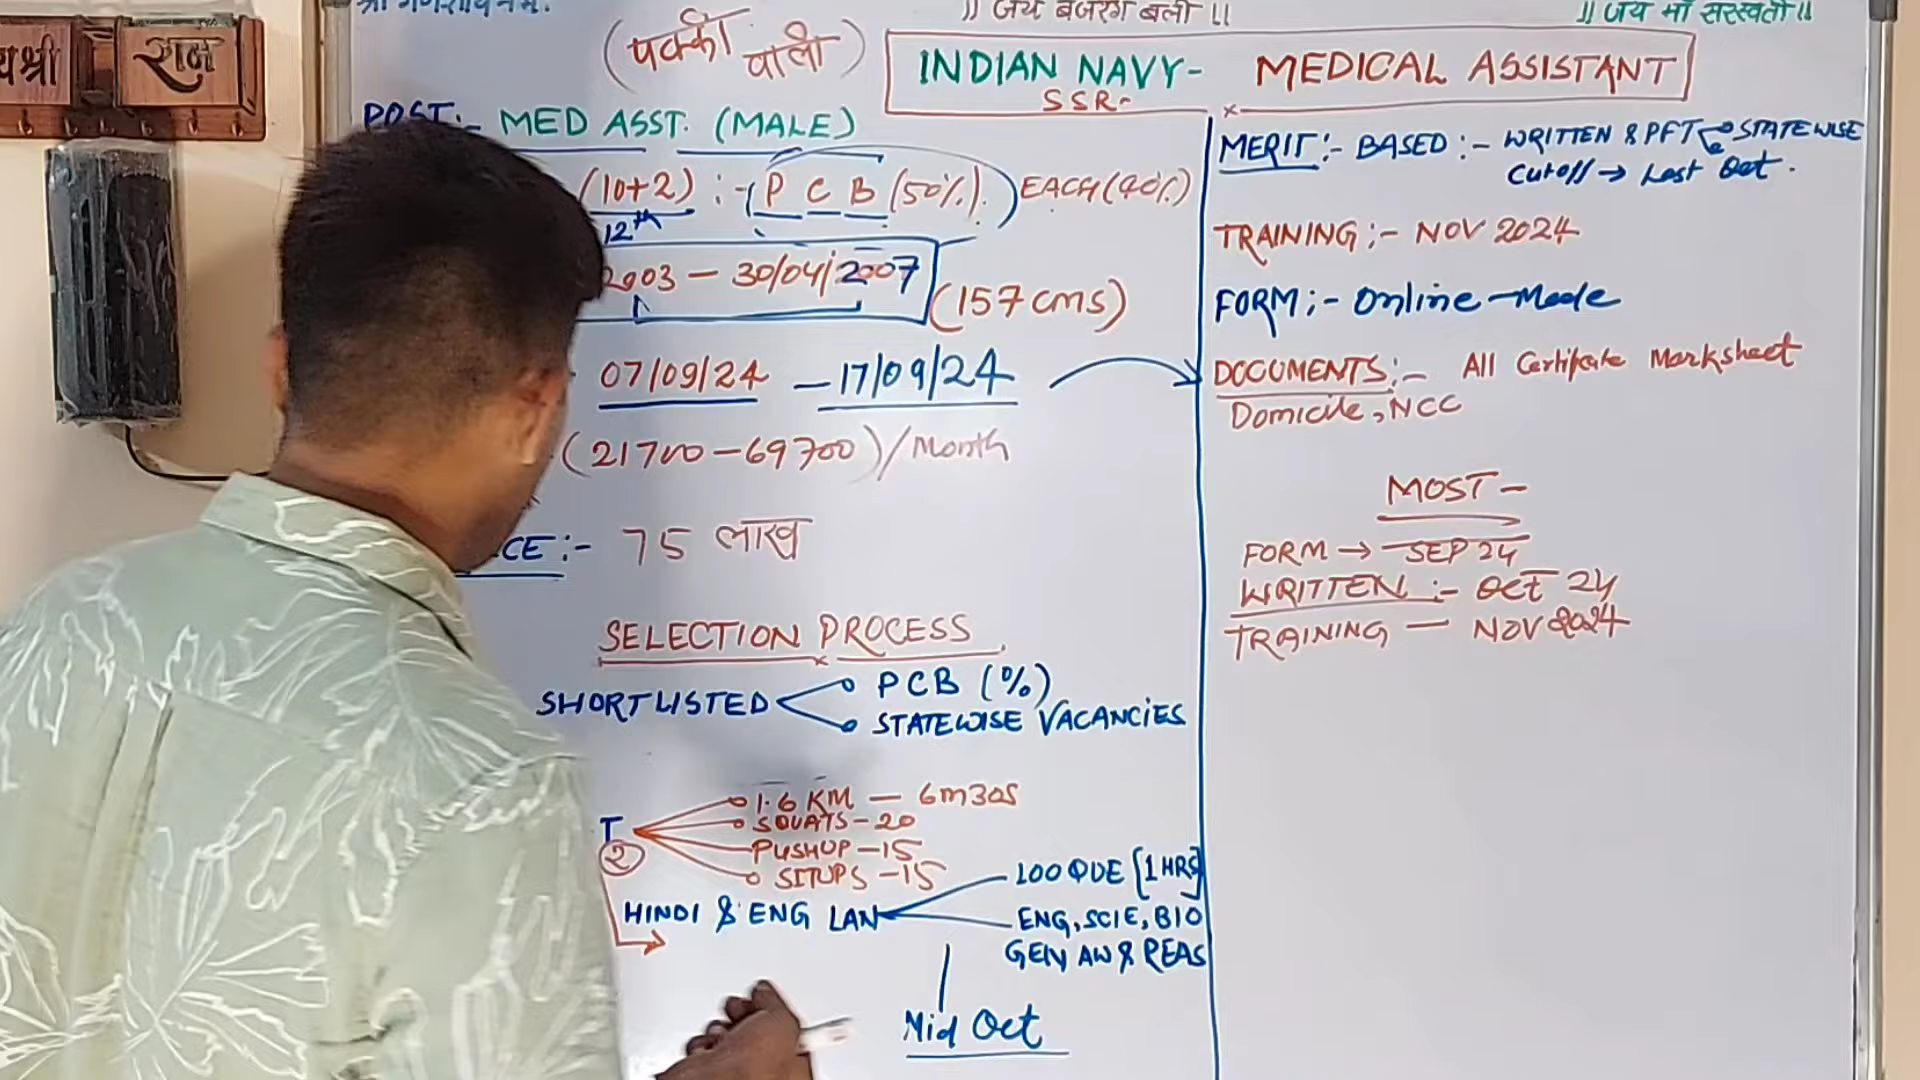 श्री गणेशाय नमः
॥ जय बजरंग बली ॥
॥ जय माँ सरस्वती ॥
श्री
राम
(पक्की वाली)
INDIAN NAVY- MEDICAL ASSISTANT
SSR-
POST:- MED ASST. (MALE)
(10+2) :- (P C B (50%).) EACH (40%)
12th
2003 - 30/04/2007 (157 cms)
07/09/24 - 17/09/24
(21700-69700)/Month
CE:- 75 लाख
SELECTION PROCESS
SHORTLISTED
PCB (%)
STATEWISE VACANCIES
T
2
1.6 KM - 6m30s
SQUATS-20
PUSHUP-15
SITUPS-15
HINDI & ENG LAN
100 QUE [1 HRS]
ENG, SCIE, BIO
GEN AW & REAS
Mid Oct
MERIT:- BASED:- WRITTEN & PFT STATEWISE
Cutoff → Last Oct.
TRAINING:- NOV 2024
FORM:- Online-Mode
DOCUMENTS:- All Certificate Marksheet
Domicile, NCC
MOST-
FORM → SEP 24
WRITTEN:- OCT 24
TRAINING - NOV 2024